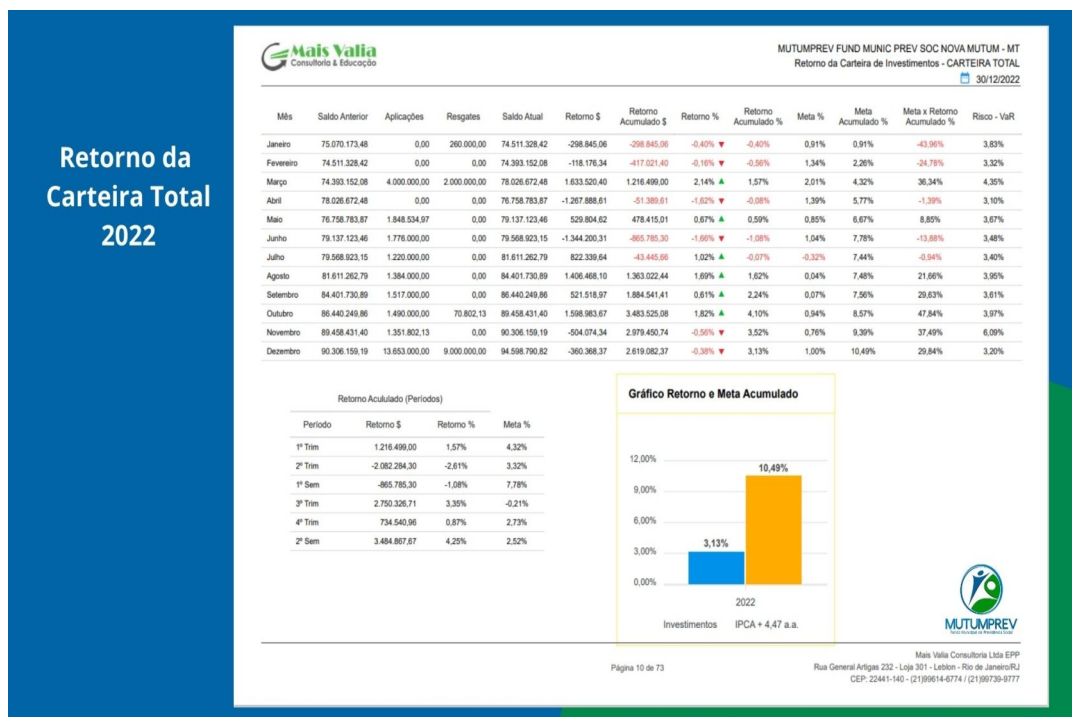 Retorno da
Carteira Total
2022
Mais Valia
Consultoria & Educação
MUTUMPREV FUND MUNIC PREV SOC NOVA MUTUM - MT
Retorno da Carteira de Investimentos - CARTEIRA TOTAL
30/12/2022
Mês Saldo Anterior Aplicações Resgates Saldo Atual Retorno $ Retorno Acumulado $ Retorno % Retorno Acumulado % Meta % Meta Acumulado % Meta x Retorno Acumulado % Risco - VaR
Janeiro 75.070.173,48 0,00 260.000,00 74.511.328,42 -298.845,06 -298.845,06 -0,40% ▼ -0,40% 0,91% 0,91% -43,96% 3,83%
Fevereiro 74.511.328,42 0,00 0,00 74.393.152,08 -118.176,34 -417.021,40 -0,16% ▼ -0,56% 1,34% 2,26% -24,78% 3,32%
Março 74.393.152,08 4.000.000,00 2.000.000,00 78.026.672,48 1.633.520,40 1.216.499,00 2,14% ▲ 1,57% 2,01% 4,32% 36,34% 4,35%
Abril 78.026.672,48 0,00 0,00 76.758.783,87 -1.267.888,61 -51.389,61 -1,62% ▼ -0,08% 1,39% 5,77% -1,39% 3,10%
Maio 76.758.783,87 1.848.534,97 0,00 79.137.123,46 529.804,62 478.415,01 0,67% ▲ 0,59% 0,85% 6,67% 8,85% 3,67%
Junho 79.137.123,46 1.776.000,00 0,00 79.568.923,15 -1.344.200,31 -865.785,30 -1,66% ▼ -1,08% 1,04% 7,78% -13,88% 3,48%
Julho 79.568.923,15 1.220.000,00 0,00 81.611.262,79 822.339,64 -43.445,66 1,02% ▲ -0,07% -0,32% 7,44% -0,94% 3,40%
Agosto 81.611.262,79 1.384.000,00 0,00 84.401.730,89 1.406.468,10 1.363.022,44 1,69% ▲ 1,62% 0,04% 7,48% 21,66% 3,95%
Setembro 84.401.730,89 1.517.000,00 0,00 86.440.249,86 521.518,97 1.884.541,41 0,61% ▲ 2,24% 0,07% 7,56% 29,63% 3,61%
Outubro 86.440.249,86 1.490.000,00 70.802,13 89.458.431,40 1.598.983,67 3.483.525,08 1,82% ▲ 4,10% 0,94% 8,57% 47,84% 3,97%
Novembro 89.458.431,40 1.351.802,13 0,00 90.306.159,19 -504.074,34 2.979.450,74 -0,56% ▼ 3,52% 0,76% 9,39% 37,49% 6,09%
Dezembro 90.306.159,19 13.653.000,00 9.000.000,00 94.598.790,82 -360.368,37 2.619.082,37 -0,38% ▼ 3,13% 1,00% 10,49% 29,84% 3,20%
Retorno Acululado (Períodos)
Período Retorno $ Retorno % Meta %
1º Trim 1.216.499,00 1,57% 4,32%
2º Trim -2.082.284,30 -2,61% 3,32%
1º Sem -865.785,30 -1,08% 7,78%
3º Trim 2.750.326,71 3,35% -0,21%
4º Trim 734.540,96 0,87% 2,73%
2º Sem 3.484.867,67 4,25% 2,52%
Gráfico Retorno e Meta Acumulado
12,00%
10,49%
9,00%
6,00%
3,13%
3,00%
0,00%
2022
Investimentos IPCA + 4,47 a.a.
MUTUMPREV
Página 10 de 73
Mais Valia Consultoria Ltda EPP
Rua General Artigas 232 - Loja 301 - Leblon - Rio de Janeiro/RJ
CEP: 22441-140 - (21)99614-6774 / (21)99739-9777